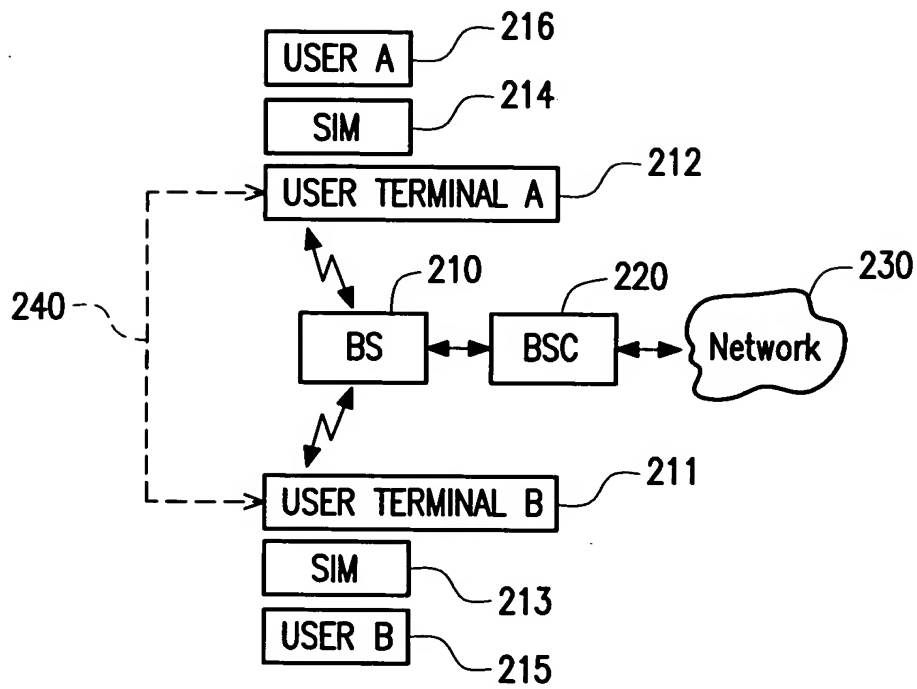 USER A
216
SIM
214
USER TERMINAL A
212
210
220
230
240
BS
BSC
Network
USER TERMINAL B
211
SIM
213
USER B
215